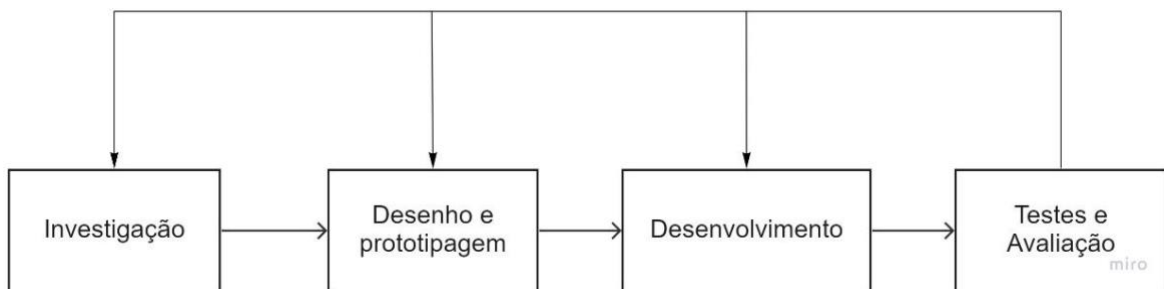 Investigação
Desenho e
prototipagem
Desenvolvimento
Testes e
Avaliação
miro